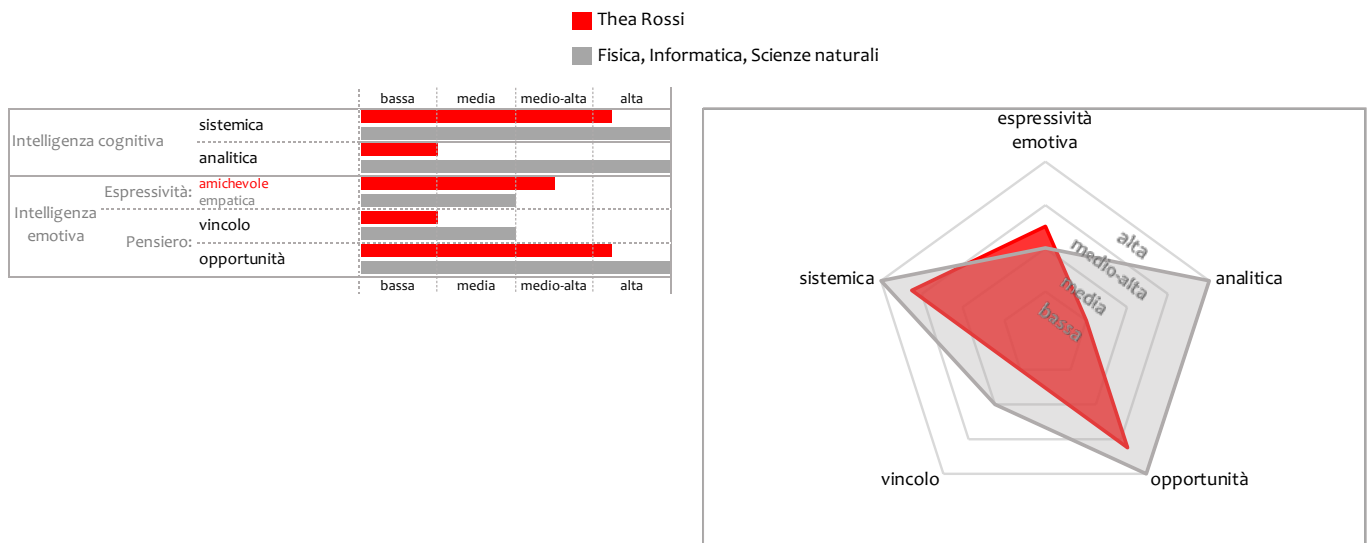 Thea Rossi
Fisica, Informatica, Scienze naturali
bassa media medio-alta alta
Intelligenza cognitiva
sistemica
analitica
Intelligenza emotiva
Espressività:
amichevole
empatica
Pensiero:
vincolo
opportunità
bassa media medio-alta alta
espressività
emotiva
alta
medio-alta
media
bassa
sistemica
analitica
vincolo
opportunità